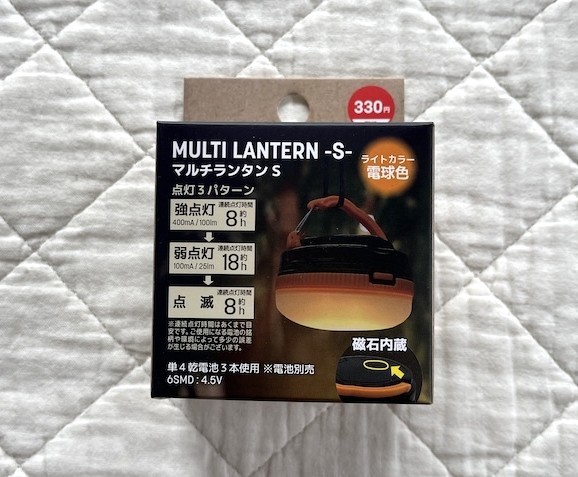 330円
MULTI LANTERN -S-
マルチランタン S
ライトカラー
電球色
点灯3パターン
強点灯 連続点灯時間
400mA / 100lm 約8h
弱点灯 連続点灯時間
100mA / 25lm 約18h
点滅 連続点灯時間
約8h
※連続点灯時間はあくまで目
安です。ご使用になる電池の銘
柄や環境によって多少の誤差
が生じる場合がございます。
磁石内蔵
単4乾電池3本使用 ※電池別売
6SMD : 4.5V